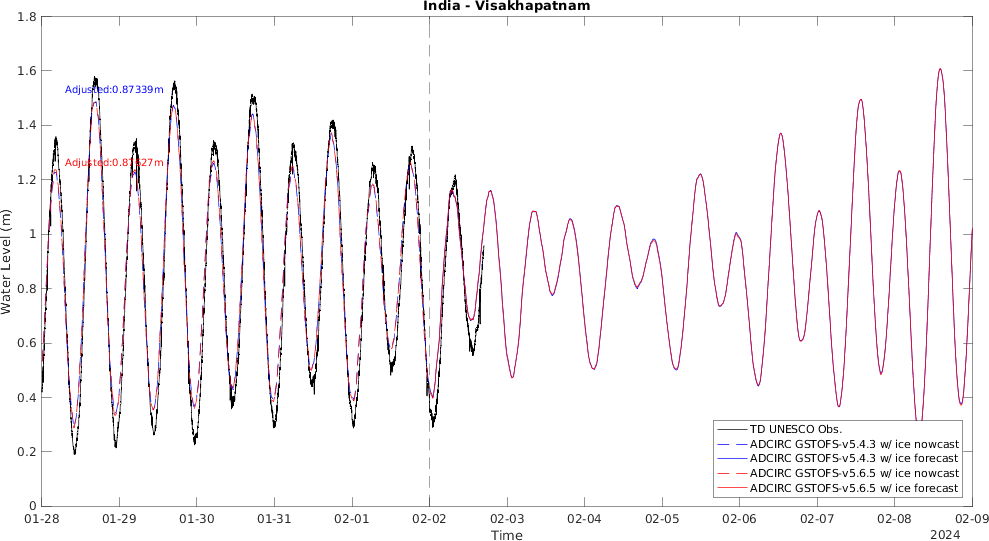 India - Visakhapatnam
1.8
1.6
1.4
1.2
1
0.8
0.6
0.4
0.2
0
Water Level (m)
Adjusted:0.87339m
TD UNESCO Obs.
ADCIRC GSTOFS-v5.4.3 w/ ice nowcast
ADCIRC GSTOFS-v5.4.3 w/ ice forecast
ADCIRC GSTOFS-v5.6.5 w/ ice nowcast
ADCIRC GSTOFS-v5.6.5 w/ ice forecast
01-28 01-29 01-30 01-31 02-01 02-02 02-03 02-04 02-05 02-06 02-07 02-08 02-09
Time
2024